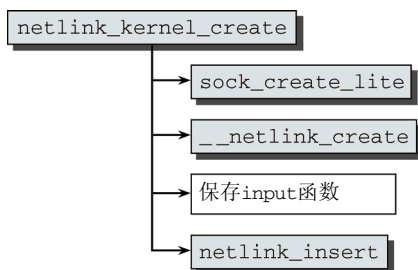 netlink_kernel_create
sock_create_lite
__netlink_create
保存input函数
netlink_insert